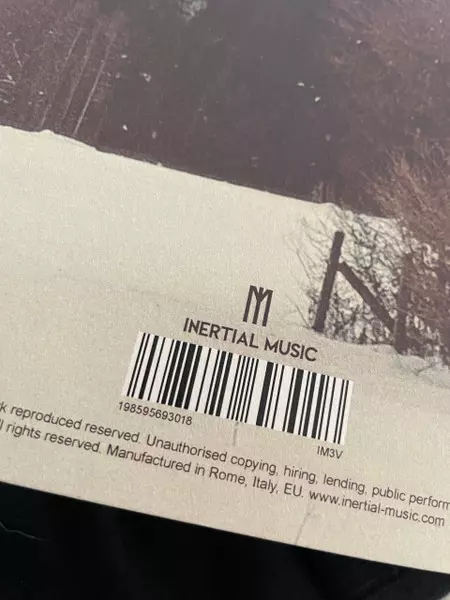 INERTIAL MUSIC
198595693018
IM3V
reproduced reserved. Unauthorised copying, hiring, lending, public
rights reserved. Manufactured in Rome, Italy, EU. www.inertial-music.com